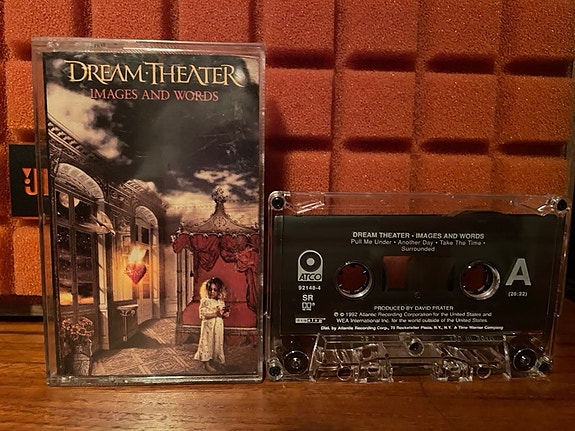 DREAM THEATER
IMAGES AND WORDS
DREAM THEATER • IMAGES AND WORDS
Pull Me Under • Another Day • Take The Time •
Surrounded
ATCO
92148-4
SR
A
(26:22)
PRODUCED BY DAVID PRATER
℗ © 1992 Atlantic Recording Corporation for the United States and
WEA International Inc. for the world outside of the United States.
Dist. by Atlantic Recording Corp., 75 Rockefeller Plaza, N.Y., N.Y. A Time Warner Company